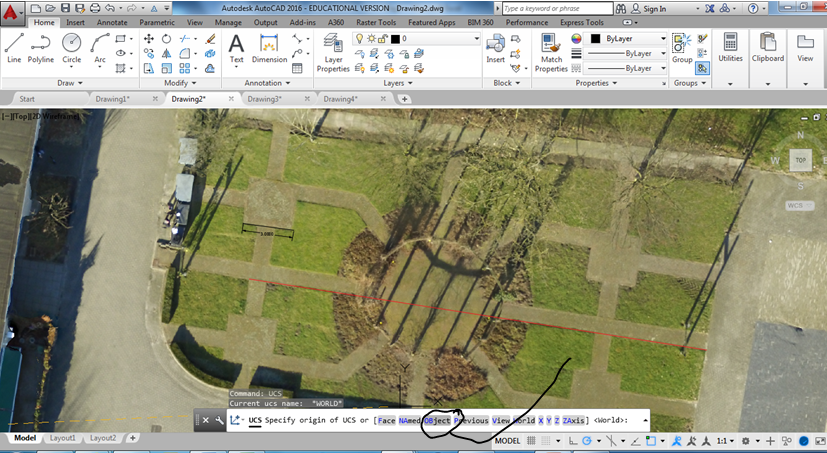 Autodesk AutoCAD 2016 - EDUCATIONAL VERSION Drawing2.dwg
Type a keyword or phrase
Sign In
Home Insert Annotate Parametric View Manage Output Add-ins A360 Raster Tools Featured Apps BIM 360 Performance Express Tools
Line Polyline Circle Arc
Text Dimension
Layer Properties
0
Insert
Match Properties
ByLayer
ByLayer
ByLayer
Group
Utilities Clipboard View
Draw Modify Annotation Layers Block Properties Groups
Start Drawing1* Drawing2* Drawing3* Drawing4*
[−][Top][2D Wireframe]
N
W TOP E
S
WCS
Command: UCS
Current ucs name: *WORLD*
UCS Specify origin of UCS or [Face NAmed OBject Previous View World X Y Z ZAxis] <World>:
Model Layout1 Layout2
MODEL 1:1